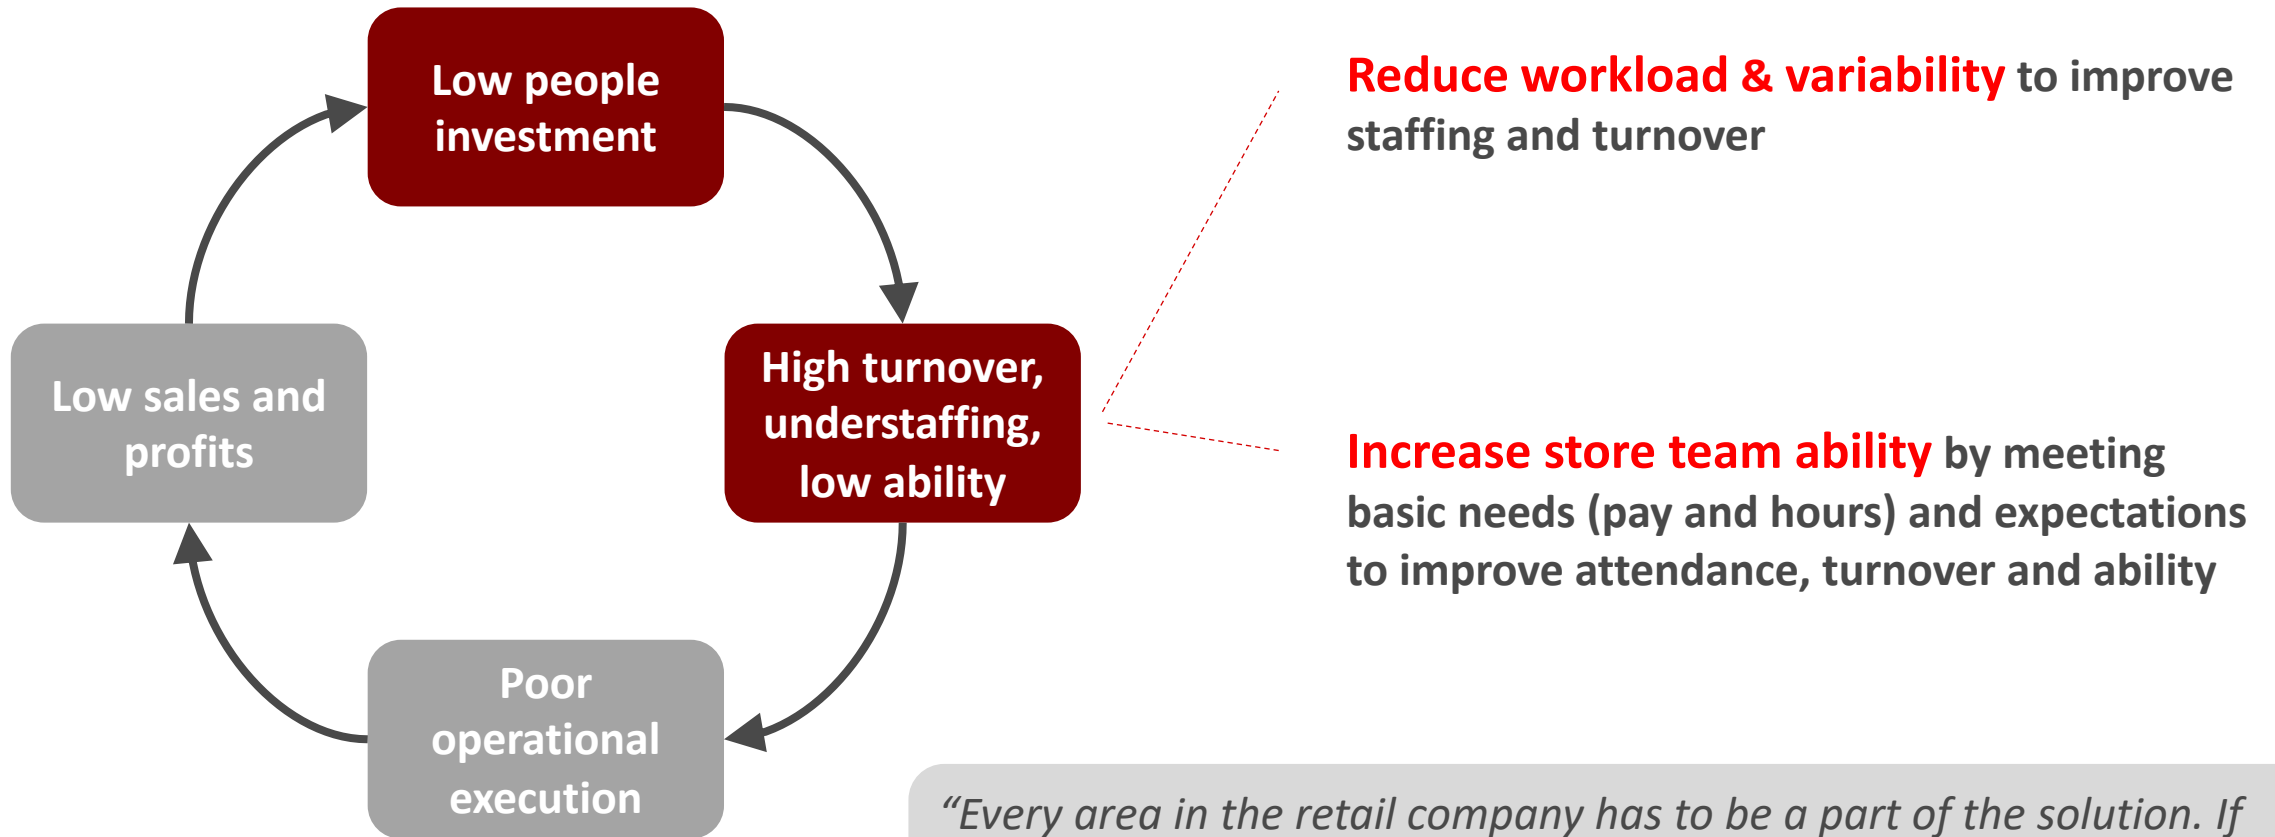 Low people
investment
High turnover,
understaffing,
low ability
Poor
operational
execution
Low sales and
profits
Reduce workload & variability to improve
staffing and turnover
Increase store team ability by meeting
basic needs (pay and hours) and expectations
to improve attendance, turnover and ability
“Every area in the retail company has to be a part of the solution. If